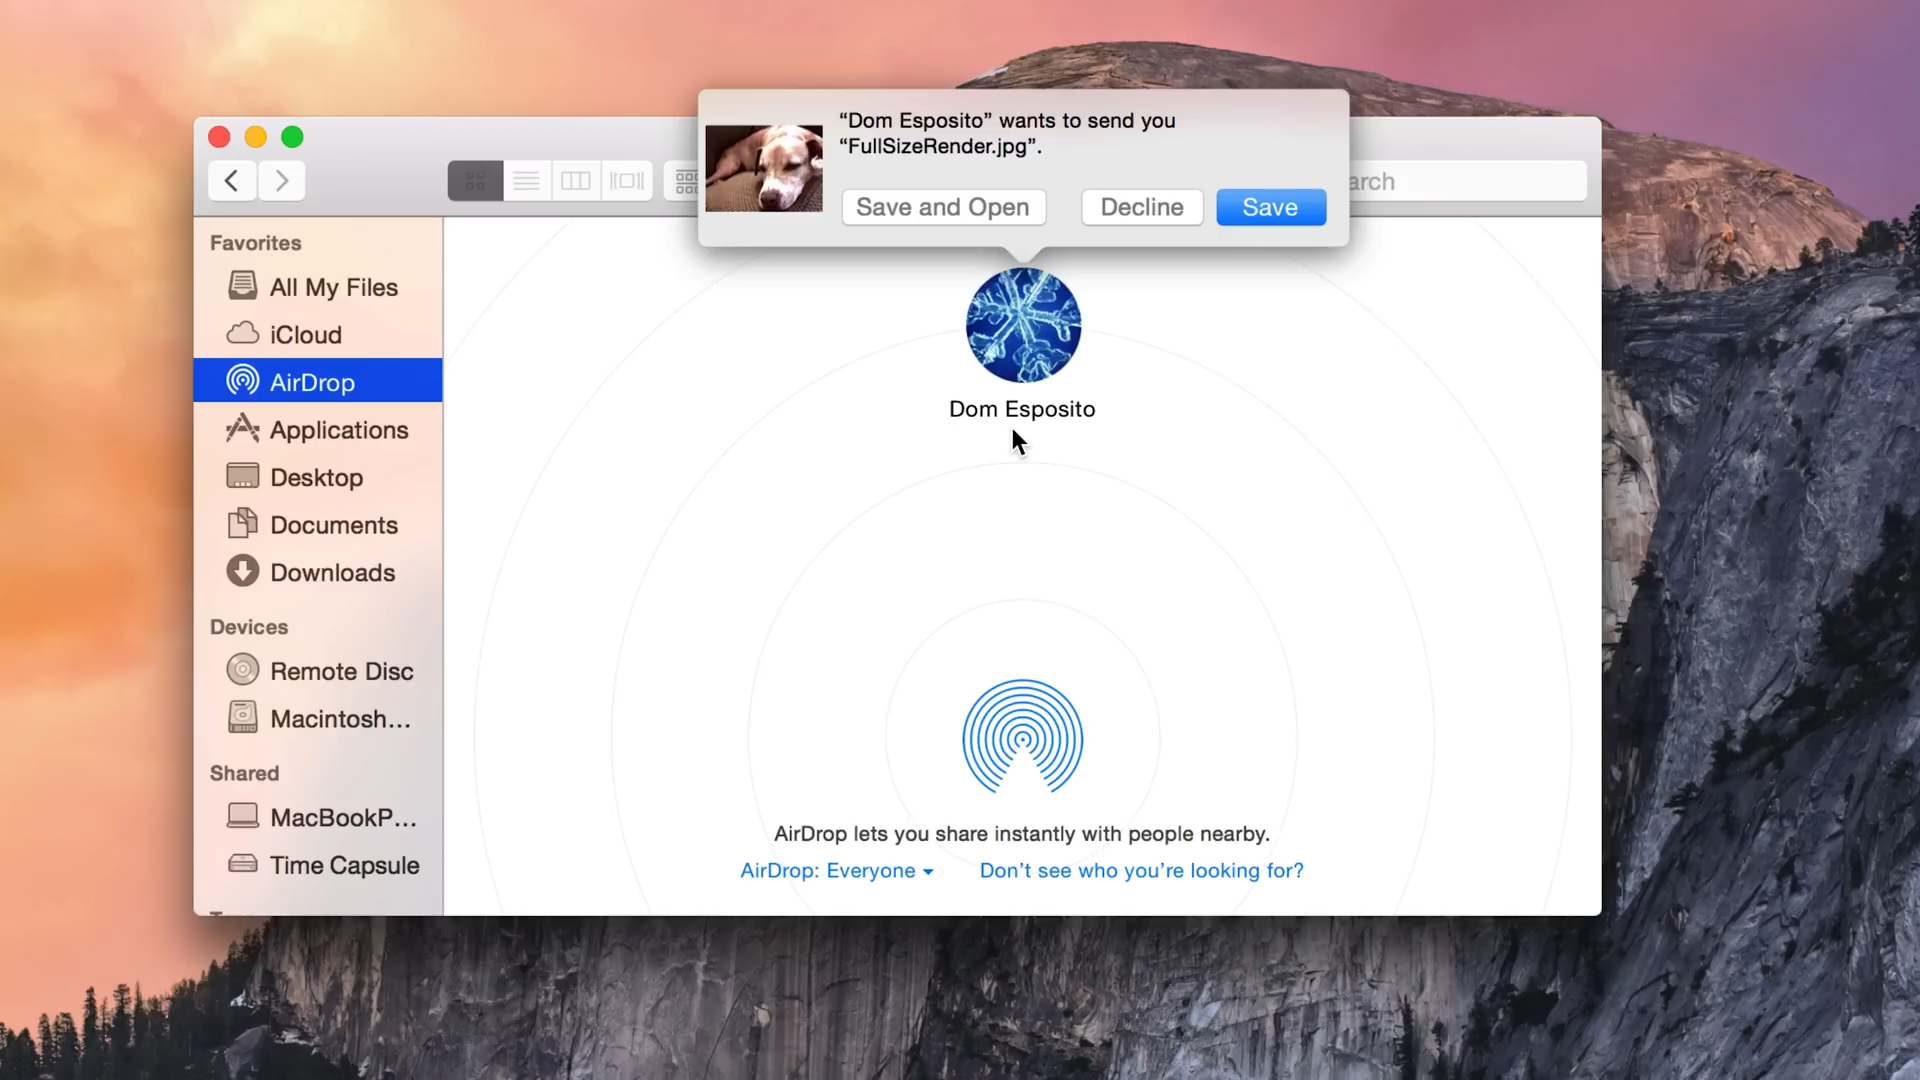 “Dom Esposito” wants to send you
“FullSizeRender.jpg”.
Save and Open
Decline
Save
arch
Favorites
All My Files
iCloud
AirDrop
Applications
Desktop
Documents
Downloads
Devices
Remote Disc
Macintosh...
Shared
MacBookP...
Time Capsule
Dom Esposito
AirDrop lets you share instantly with people nearby.
AirDrop: Everyone
Don’t see who you’re looking for?